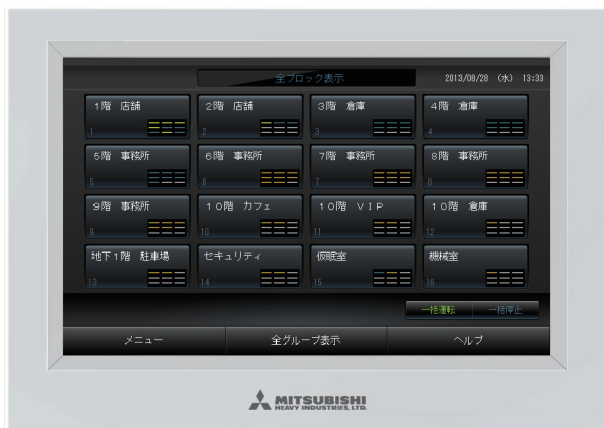 全ブロック表示
2013/08/28 (水) 13:33
1階 店舗
2階 店舗
3階 倉庫
4階 倉庫
1
2
3
4
5階 事務所
6階 事務所
7階 事務所
8階 事務所
5
6
7
8
9階 事務所
10階 カフェ
10階 VIP
10階 倉庫
9
10
11
12
地下1階 駐車場
セキュリティ
仮眠室
機械室
13
14
15
16
一括運転
一括停止
メニュー
全グループ表示
ヘルプ
MITSUBISHI
HEAVY INDUSTRIES, LTD.